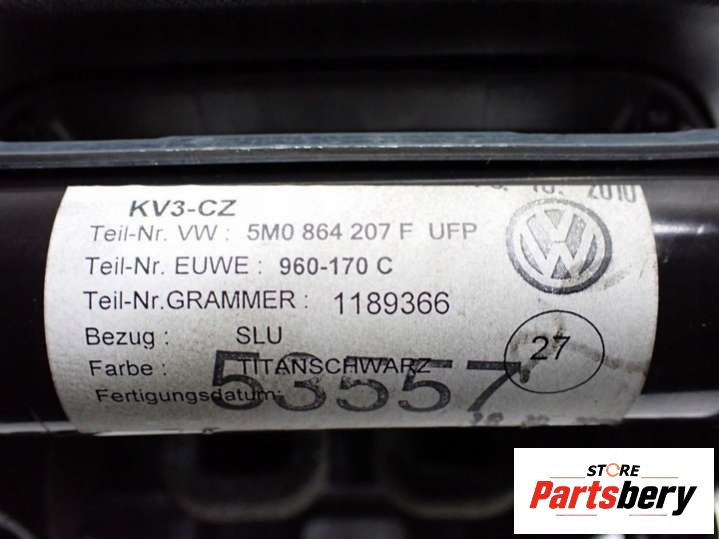 2010
KV3-CZ
Teil-Nr. VW : 5M0 864 207 F UFP
Teil-Nr. EUWE : 960-170 C
Teil-Nr.GRAMMER : 1189366
Bezug : SLU
27
Farbe : TITANSCHWARZ
53557
Fertigungsdatum:
STORE
Partsbery